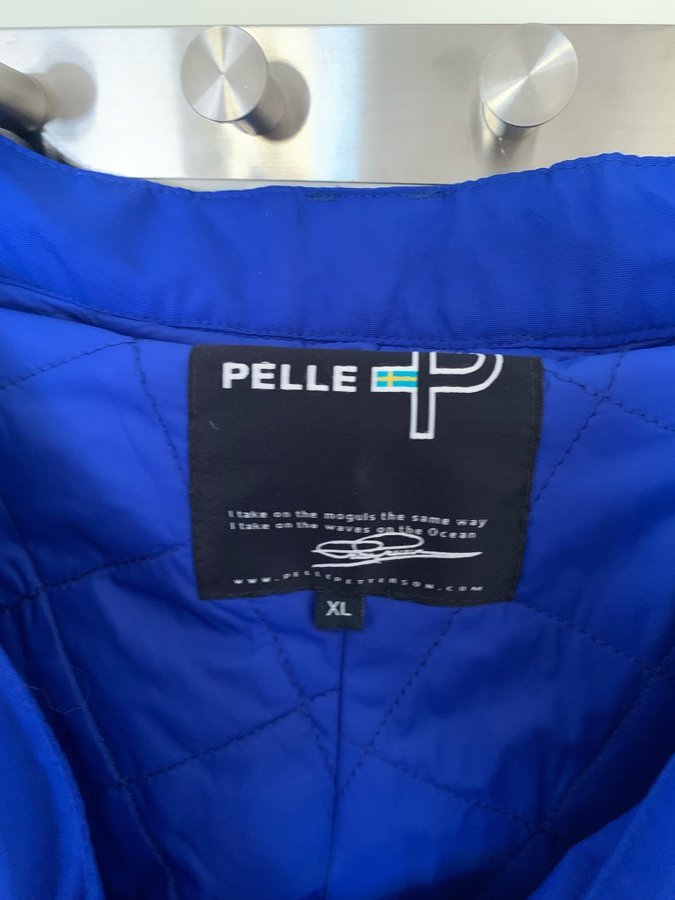 PELLE P
I take on the moguls the same way
I take on the waves on the Ocean
WWW.PELLEPETTERSON.COM
XL